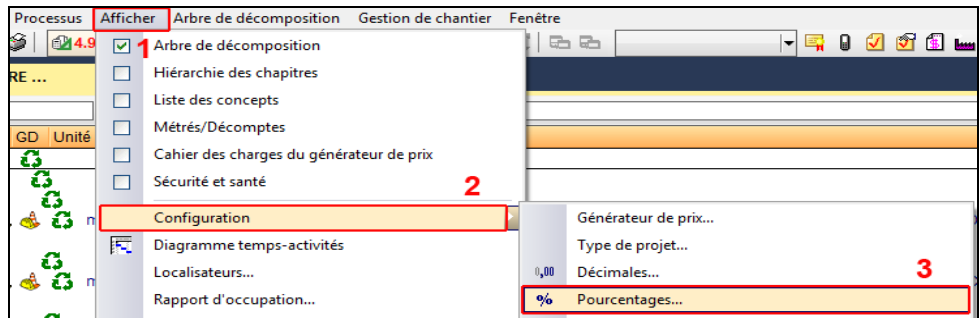 Processus Afficher Arbre de décomposition Gestion de chantier Fenêtre
4.9
1
Arbre de décomposition
RE ...
Hiérarchie des chapitres
Liste des concepts
Métrés/Décomptes
GD Unité
Cahier des charges du générateur de prix
Sécurité et santé
2
Configuration
Générateur de prix...
Diagramme temps-activités
Type de projet...
Localisateurs...
0,00 Décimales...
3
Rapport d'occupation...
% Pourcentages...